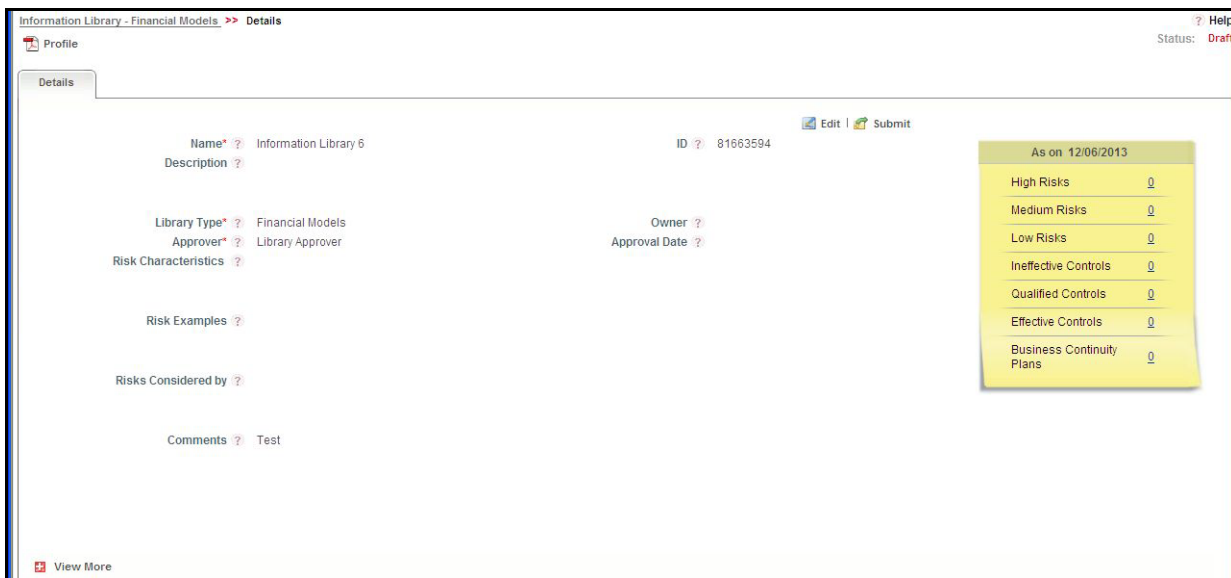 Information Library - Financial Models >> Details
? Help
Profile
Status: Draft
Details
Edit | Submit
Name* ? Information Library 6
ID ? 81663594
Description ?
Library Type* ? Financial Models
Owner ?
Approver* ? Library Approver
Approval Date ?
Risk Characteristics ?
Risk Examples ?
Risks Considered by ?
Comments ? Test
As on 12/06/2013
High Risks 0
Medium Risks 0
Low Risks 0
Ineffective Controls 0
Qualified Controls 0
Effective Controls 0
Business Continuity
Plans 0
View More